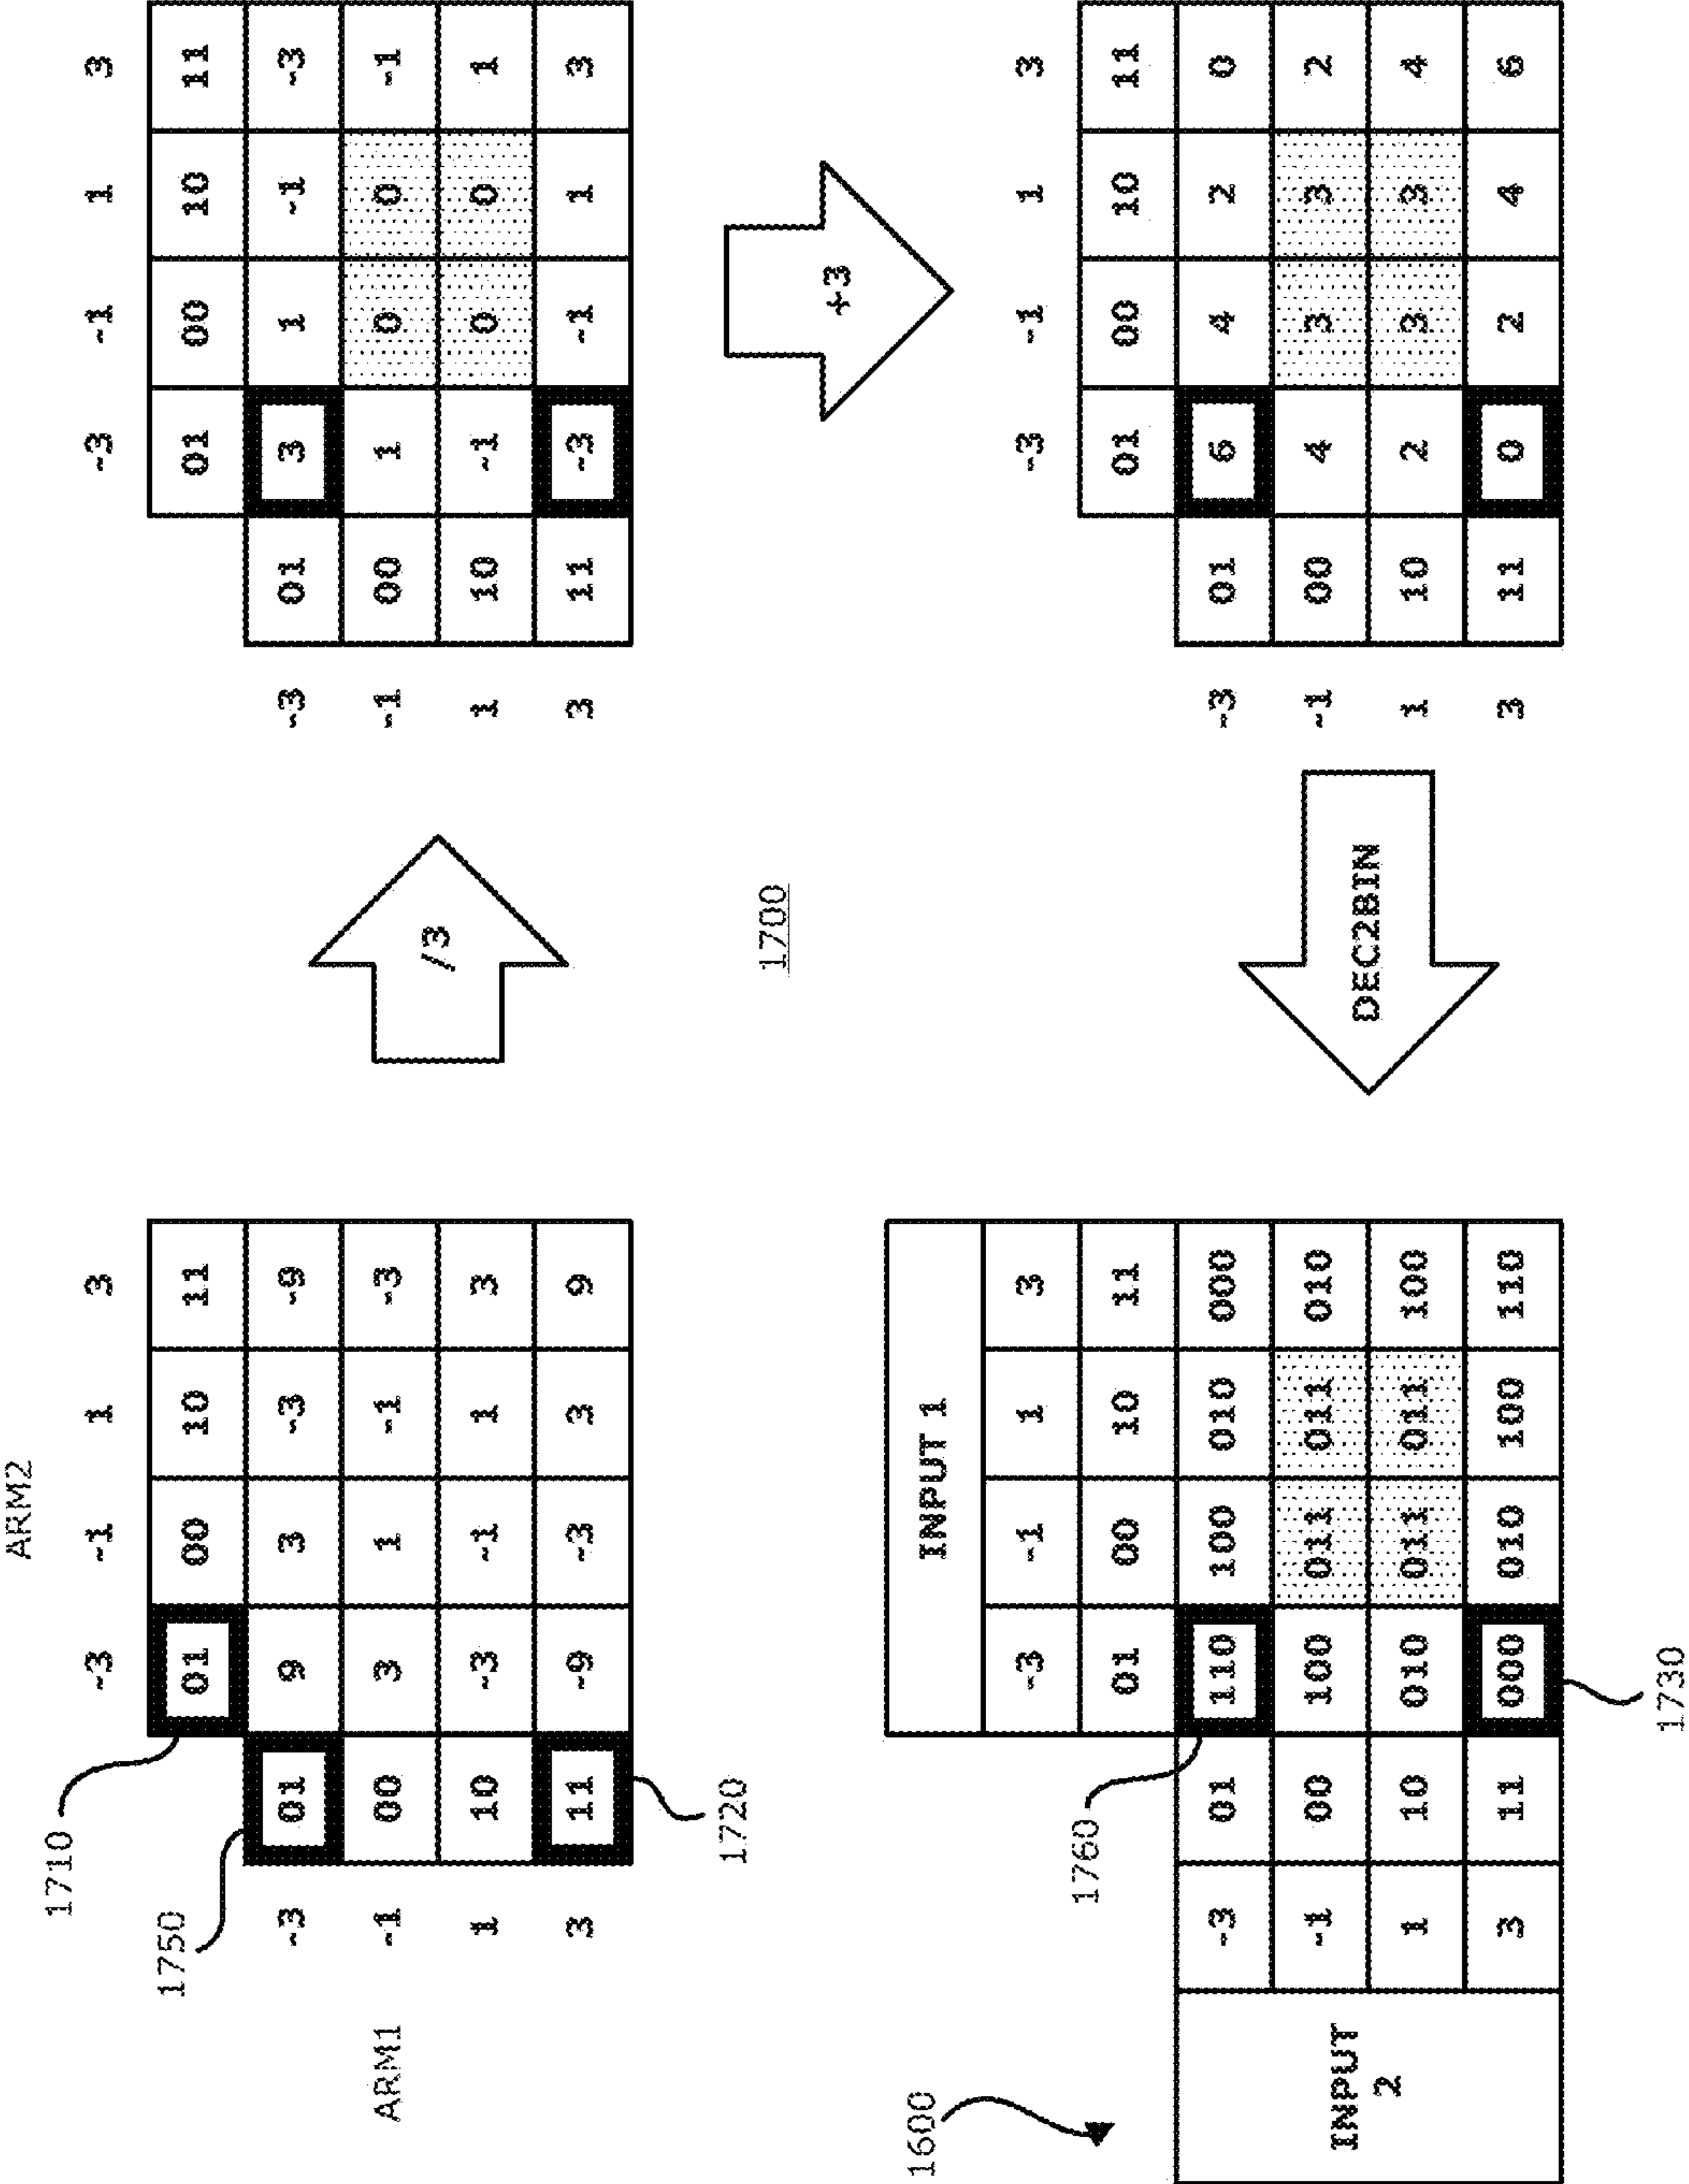 ARM2
-3 -1 1 3
1710
01 00 10 11
1750
-3 01 9 3 -3 -9
ARM1
-1 00 3 1 -1 -3
1 10 -3 -1 1 3
3 11 -9 -3 3 9
1720
/3
-3 -1 1 3
01 00 10 11
-3 01 3 1 -1 -3
-1 00 1 0 0 -1
1 10 -1 0 0 1
3 11 -3 -1 1 3
1700
+3
1600
INPUT 1
-3 -1 1 3
1760
01 00 10 11
INPUT
2
-3 01 110 100 010 000
-1 00 100 011 011 010
1 10 010 011 011 100
3 11 000 010 100 110
1730
DEC2BIN
-3 -1 1 3
01 00 10 11
-3 01 6 4 2 0
-1 00 4 3 3 2
1 10 2 3 3 4
3 11 0 2 4 6